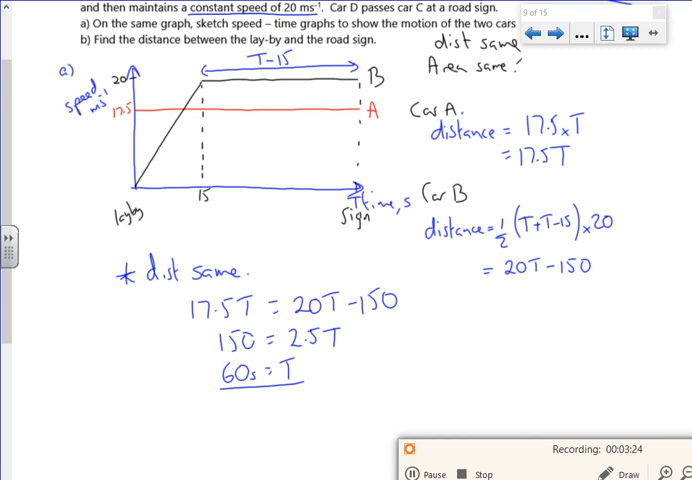 and then maintains a constant speed of 20 ms⁻¹. Car D passes car C at a road sign.
a) On the same graph, sketch speed – time graphs to show the motion of the two cars
b) Find the distance between the lay-by and the road sign.
9 of 15
dist same
Area same!
a)
T-15
20
B
speed
ms⁻¹
17.5
A
Car A.
distance = 17.5 x T
= 17.5T
15
T
time, s
layby
Sign
Car B
distance = ½ (T+T-15) x 20
= 20T-150
* dist same.
17.5T = 20T-150
150 = 2.5T
60s = T
Recording: 00:03:24
Pause
Stop
Draw